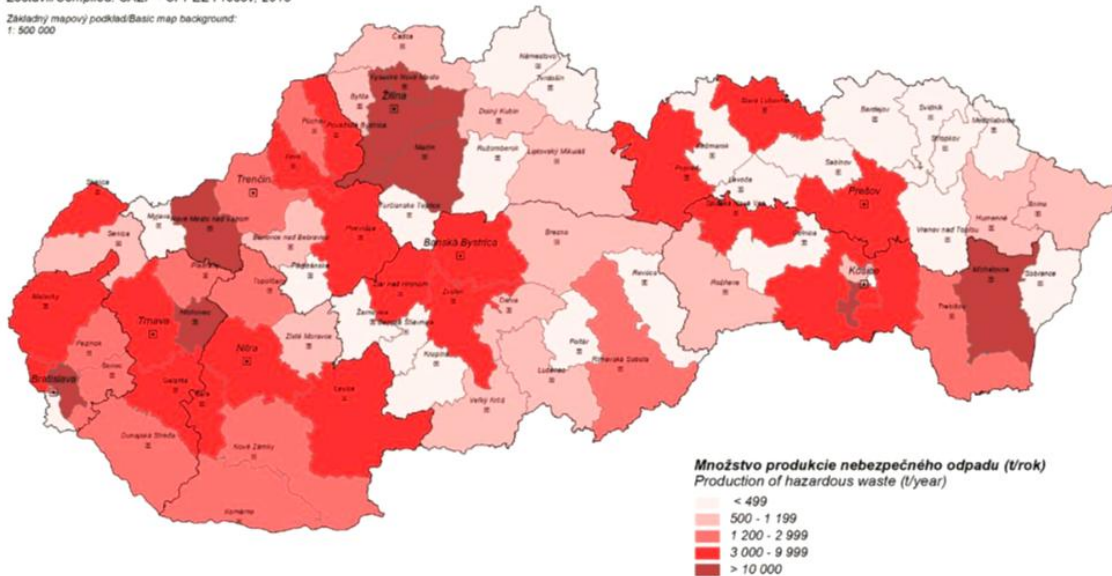 Základný mapový podklad/Basic map background:
1: 500 000
Čadca
Námestovo
Tvrdošín
Kysucké Nové Mesto
Bytča
Žilina
Dolný Kubín
Púchov
Považská Bystrica
Martin
Ružomberok
Liptovský Mikuláš
Stará Ľubovňa
Kežmarok
Bardejov
Svidník
Stropkov
Medzilaborce
Poprad
Levoča
Sabinov
Prešov
Ilava
Trenčín
Turčianske Teplice
Spišská Nová Ves
Humenné
Snina
Skalica
Myjava
Nové Mesto nad Váhom
Prievidza
Banská Bystrica
Brezno
Gelnica
Vranov nad Topľou
Senica
Bánovce nad Bebravou
Partizánske
Piešťany
Topoľčany
Žiar nad Hronom
Zvolen
Revúca
Rožňava
Košice
Michalovce
Sobrance
Malacky
Trnava
Hlohovec
Žarnovica
Banská Štiavnica
Detva
Trebišov
Pezinok
Nitra
Zlaté Moravce
Krupina
Poltár
Rimavská Sobota
Bratislava
Senec
Galanta
Šaľa
Levice
Veľký Krtíš
Lučenec
Dunajská Streda
Nové Zámky
Komárno
Množstvo produkcie nebezpečného odpadu (t/rok)
Production of hazardous waste (t/year)
< 499
500 - 1 199
1 200 - 2 999
3 000 - 9 999
> 10 000